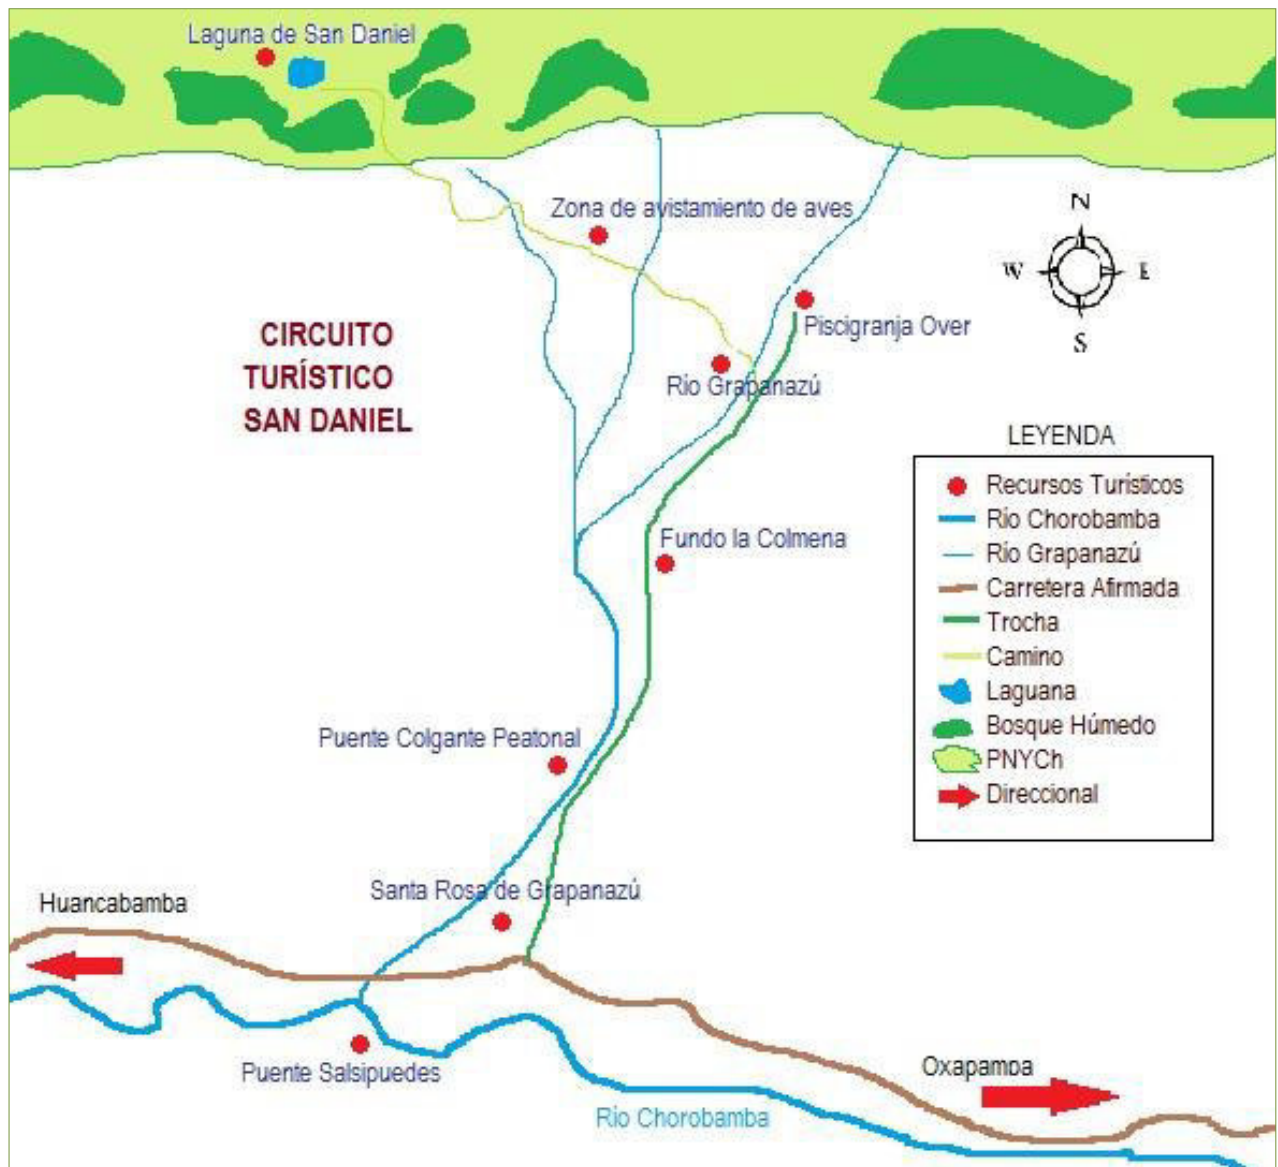 Laguna de San Daniel
Zona de avistamiento de aves
N
W
E
S
CIRCUITO
TURÍSTICO
SAN DANIEL
Piscigranja Over
Río Grapanazú
LEYENDA
Recursos Turísticos
Río Chorobamba
Río Grapanazú
Carretera Afirmada
Trocha
Camino
Laguana
Bosque Húmedo
PNYCh
Direccional
Fundo la Colmena
Puente Colgante Peatonal
Santa Rosa de Grapanazú
Huancabamba
Puente Salsipuedes
Oxapampa
Río Chorobamba